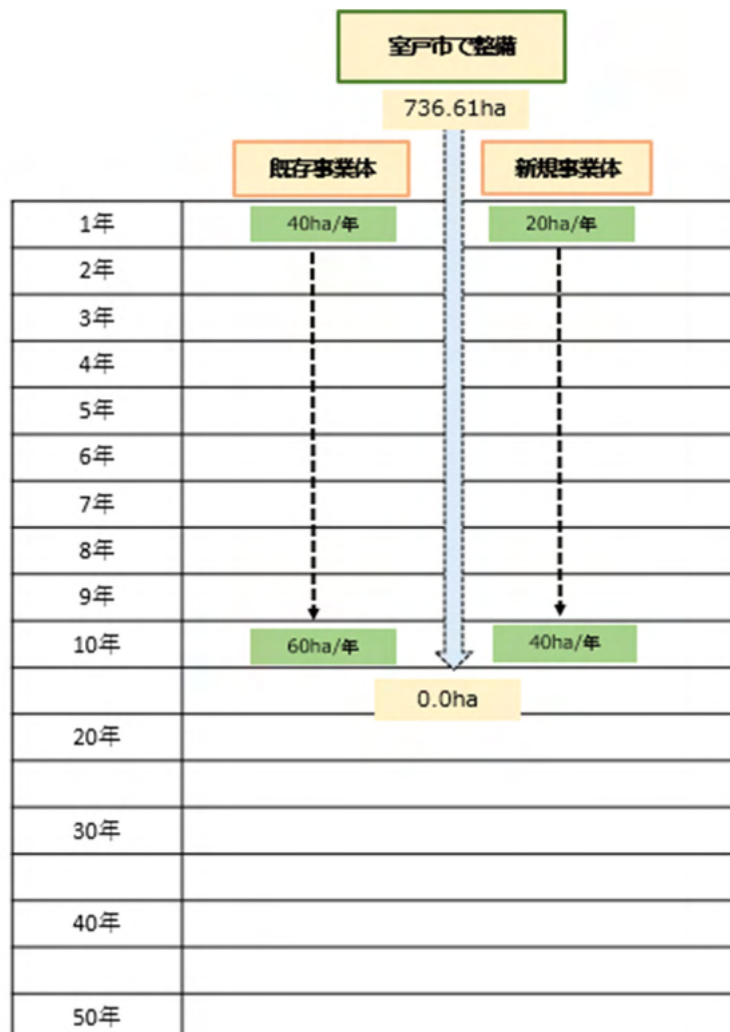 室戸市で整備
736.61ha
既存事業体
新規事業体
1年
40ha/年
20ha/年
2年
3年
4年
5年
6年
7年
8年
9年
10年
60ha/年
40ha/年
0.0ha
20年
30年
40年
50年